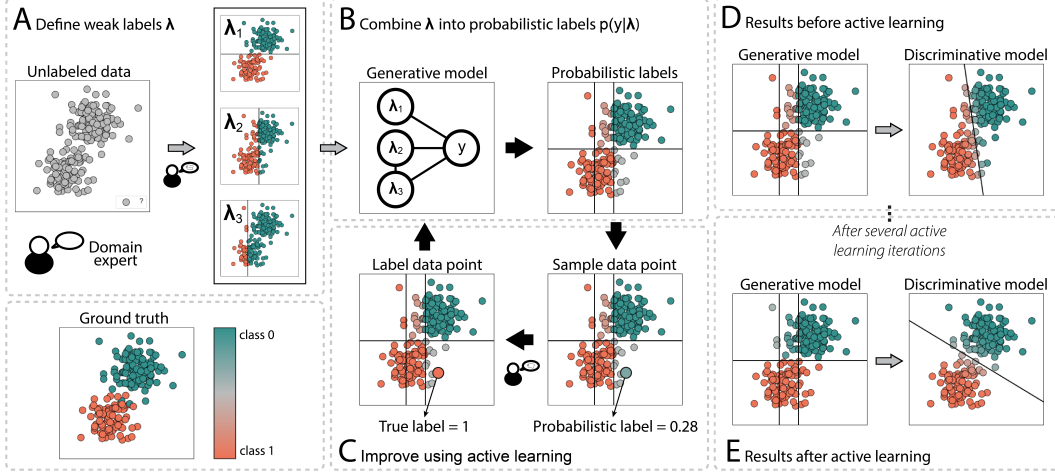 A Define weak labels λ
Unlabeled data
?
Domain
expert
λ1
λ2
λ3
Ground truth
class 0
class 1
B Combine λ into probabilistic labels p(y|λ)
Generative model
Probabilistic labels
λ1
λ2
λ3
y
Label data point
Sample data point
True label = 1
Probabilistic label = 0.28
C Improve using active learning
D Results before active learning
Generative model
Discriminative model
After several active
learning iterations
Generative model
Discriminative model
E Results after active learning